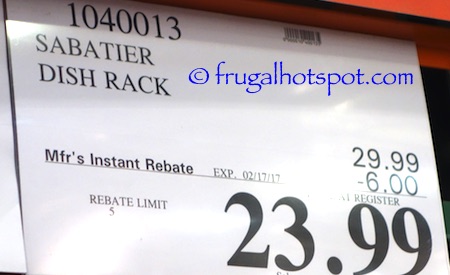 1040013
SABATIER
DISH RACK
© frugalhotspot.com
29.99
Mfr's Instant Rebate EXP. 02/17/17 -6.00
REBATE LIMIT AT REGISTER
5
23.99